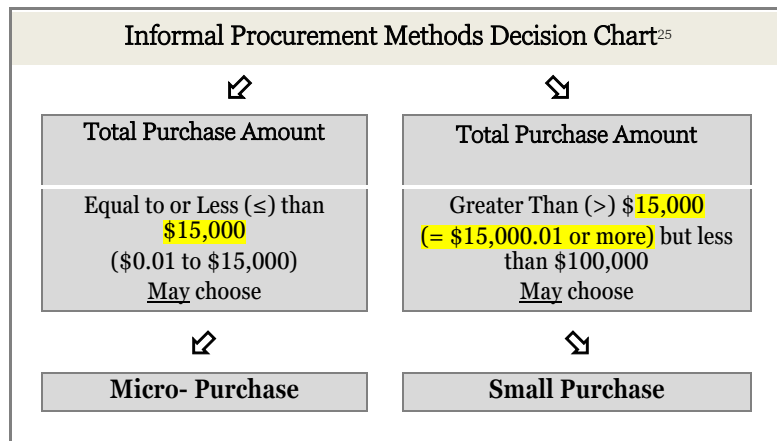 Informal Procurement Methods Decision Chart25
Total Purchase Amount
Equal to or Less (≤) than
$15,000
($0.01 to $15,000)
May choose
Micro- Purchase
Total Purchase Amount
Greater Than (>) $15,000
(= $15,000.01 or more) but less
than $100,000
May choose
Small Purchase